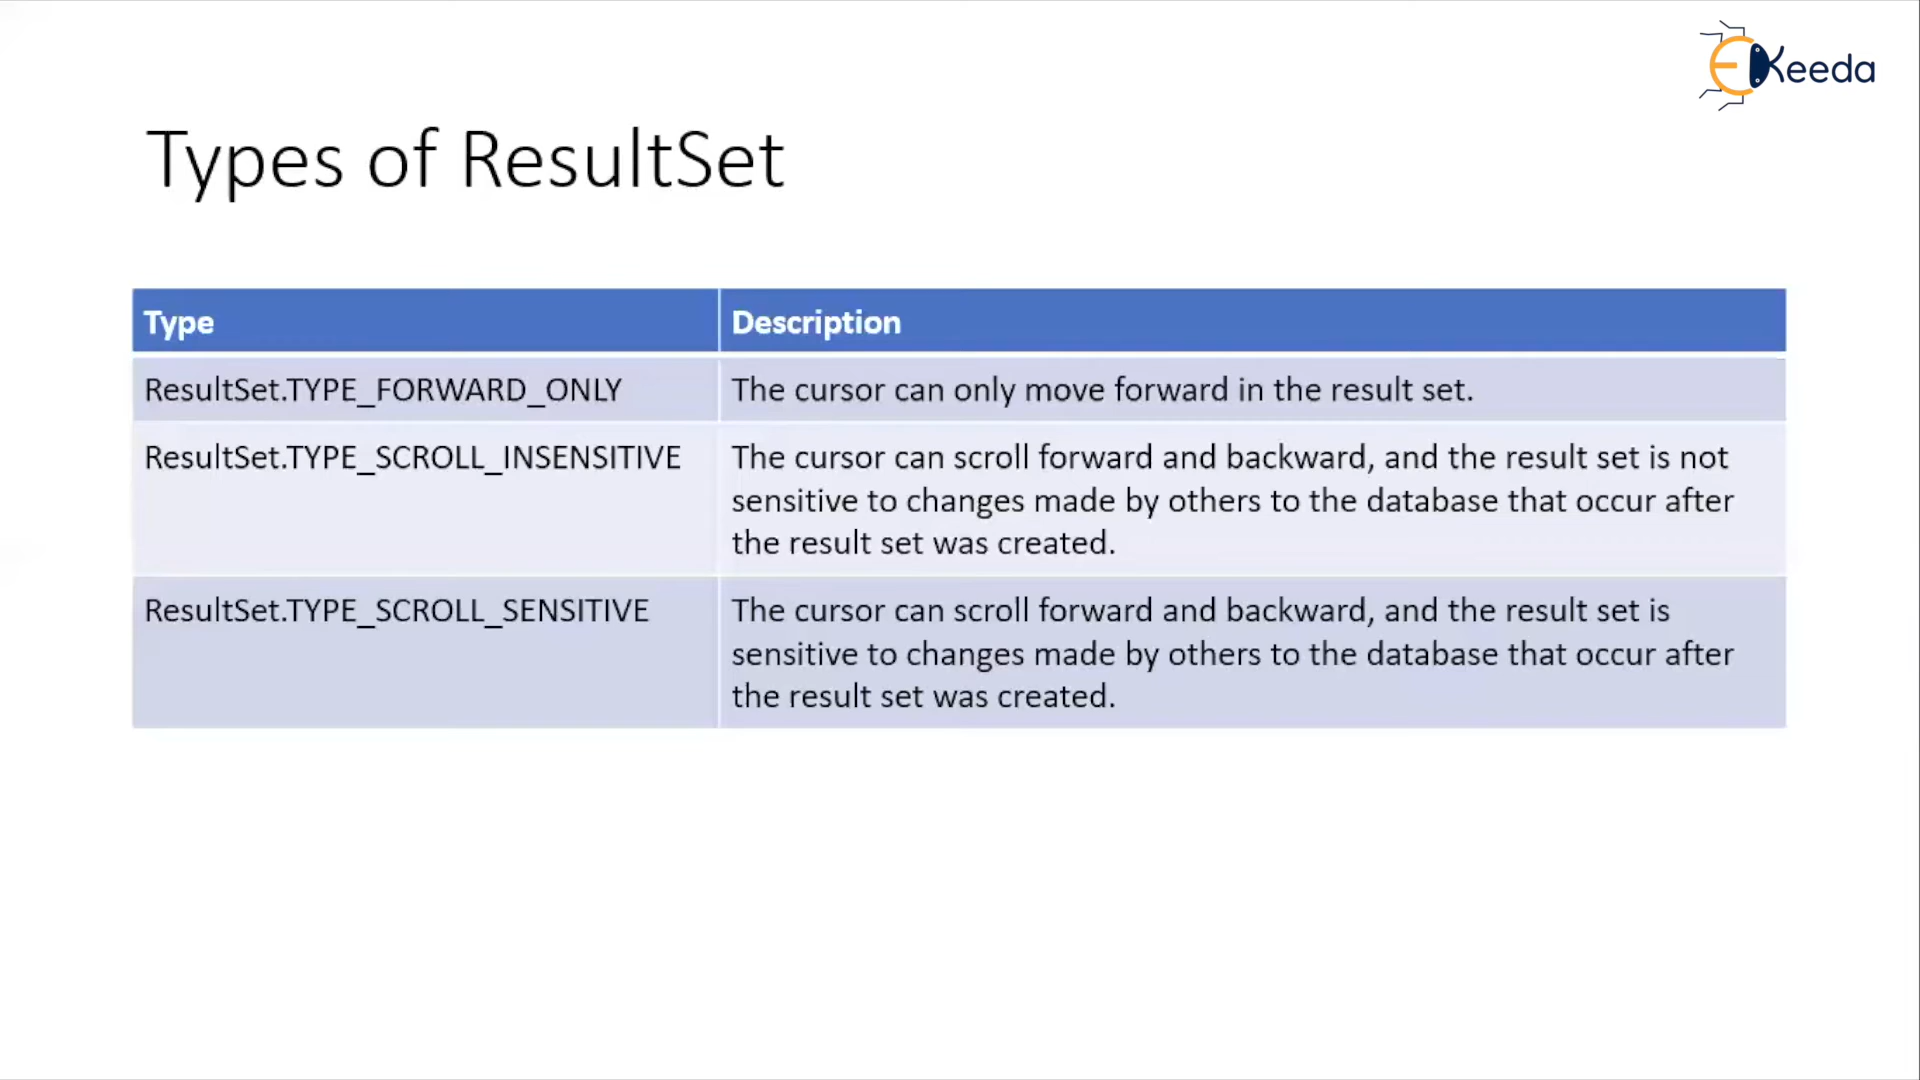 Keeda
Types of ResultSet
Type Description
ResultSet.TYPE_FORWARD_ONLY The cursor can only move forward in the result set.
ResultSet.TYPE_SCROLL_INSENSITIVE The cursor can scroll forward and backward, and the result set is not
sensitive to changes made by others to the database that occur after
the result set was created.
ResultSet.TYPE_SCROLL_SENSITIVE The cursor can scroll forward and backward, and the result set is
sensitive to changes made by others to the database that occur after
the result set was created.